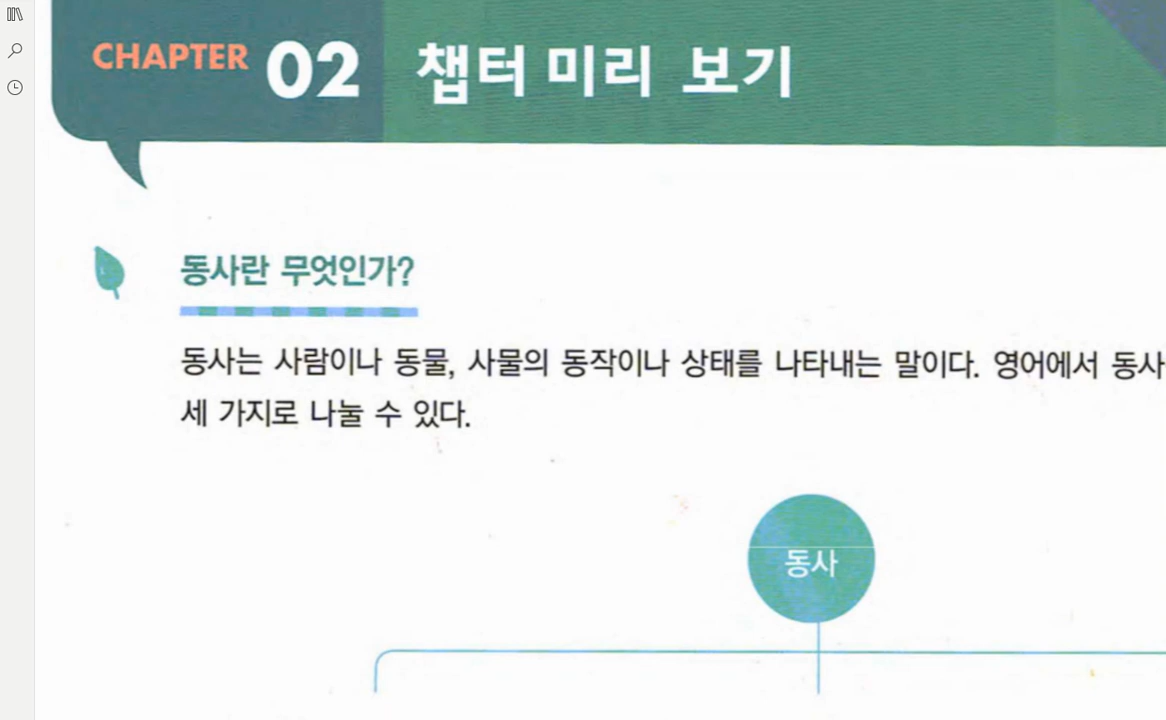 CHAPTER 02 챕터 미리 보기
동사란 무엇인가?
동사는 사람이나 동물, 사물의 동작이나 상태를 나타내는 말이다. 영어에서 동사
세 가지로 나눌 수 있다.
동사